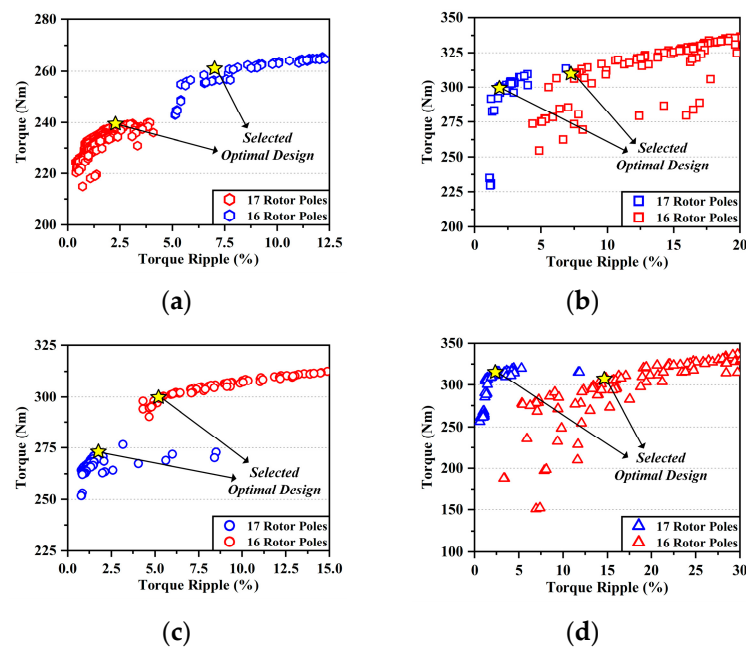 280
260
240
220
200
Torque (Nm)
0.0 2.5 5.0 7.5 10.0 12.5
Torque Ripple (%)
Selected
Optimal Design
17 Rotor Poles
16 Rotor Poles
(a)
350
325
300
275
250
225
Torque (Nm)
0 5 10 15 20
Torque Ripple (%)
Selected
Optimal Design
17 Rotor Poles
16 Rotor Poles
(b)
325
300
275
250
225
Torque (Nm)
0.0 2.5 5.0 7.5 10.0 12.5 15.0
Torque Ripple (%)
Selected
Optimal Design
17 Rotor Poles
16 Rotor Poles
(c)
350
300
250
200
150
100
Torque (Nm)
0 5 10 15 20 25 30
Torque Ripple (%)
Selected
Optimal Design
17 Rotor Poles
16 Rotor Poles
(d)